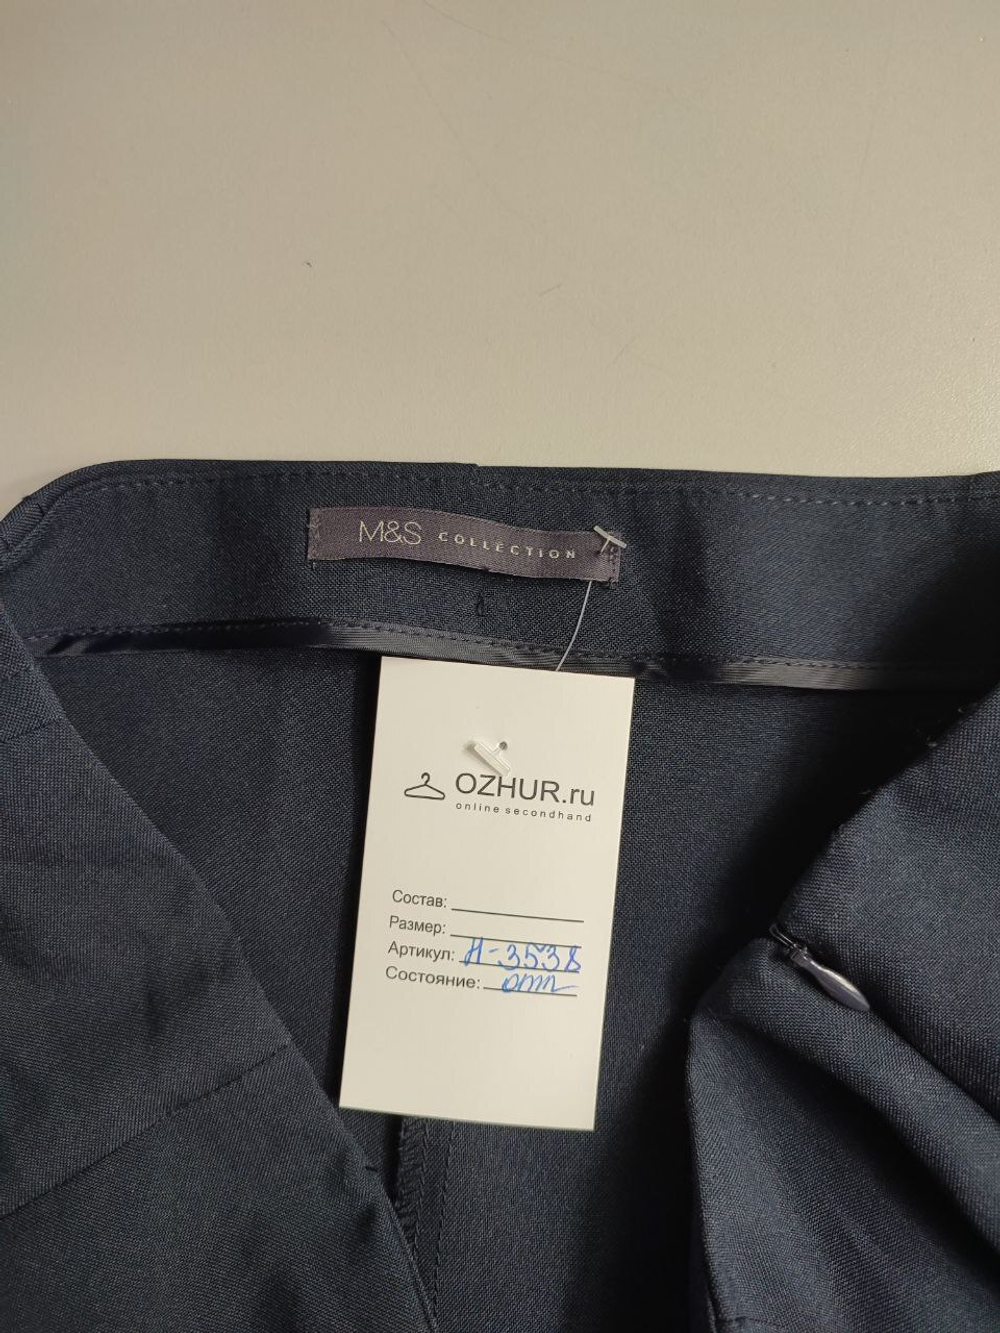 M&S COLLECTION
OZHUR.ru
online secondhand
Состав:
Размер:
Артикул: Н-3538
Состояние: отл